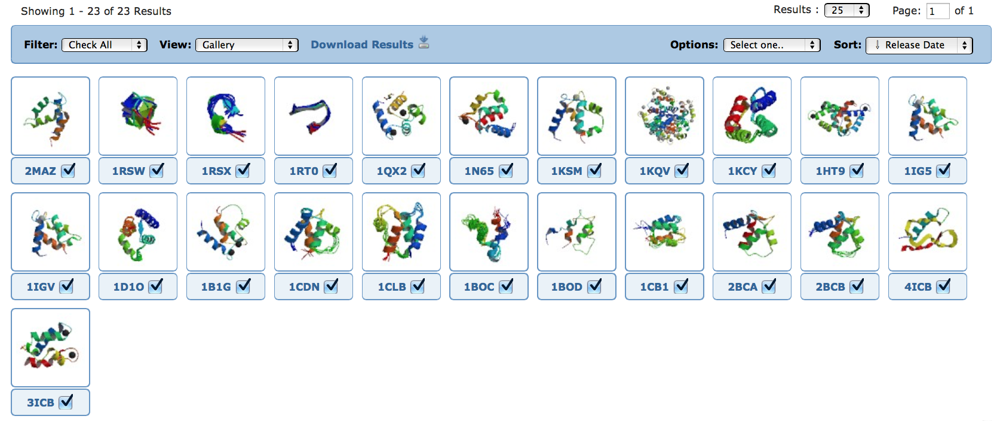 Showing 1 - 23 of 23 Results Results : 25 Page: 1 of 1
Filter: Check All View: Gallery Download Results Options: Select one.. Sort: ↓ Release Date
2MAZ 1RSW 1RSX 1RT0 1QX2 1N65 1KSM 1KQV 1KCY 1HT9 1IG5
1IGV 1D1O 1B1G 1CDN 1CLB 1BOC 1BOD 1CB1 2BCA 2BCB 4ICB
3ICB